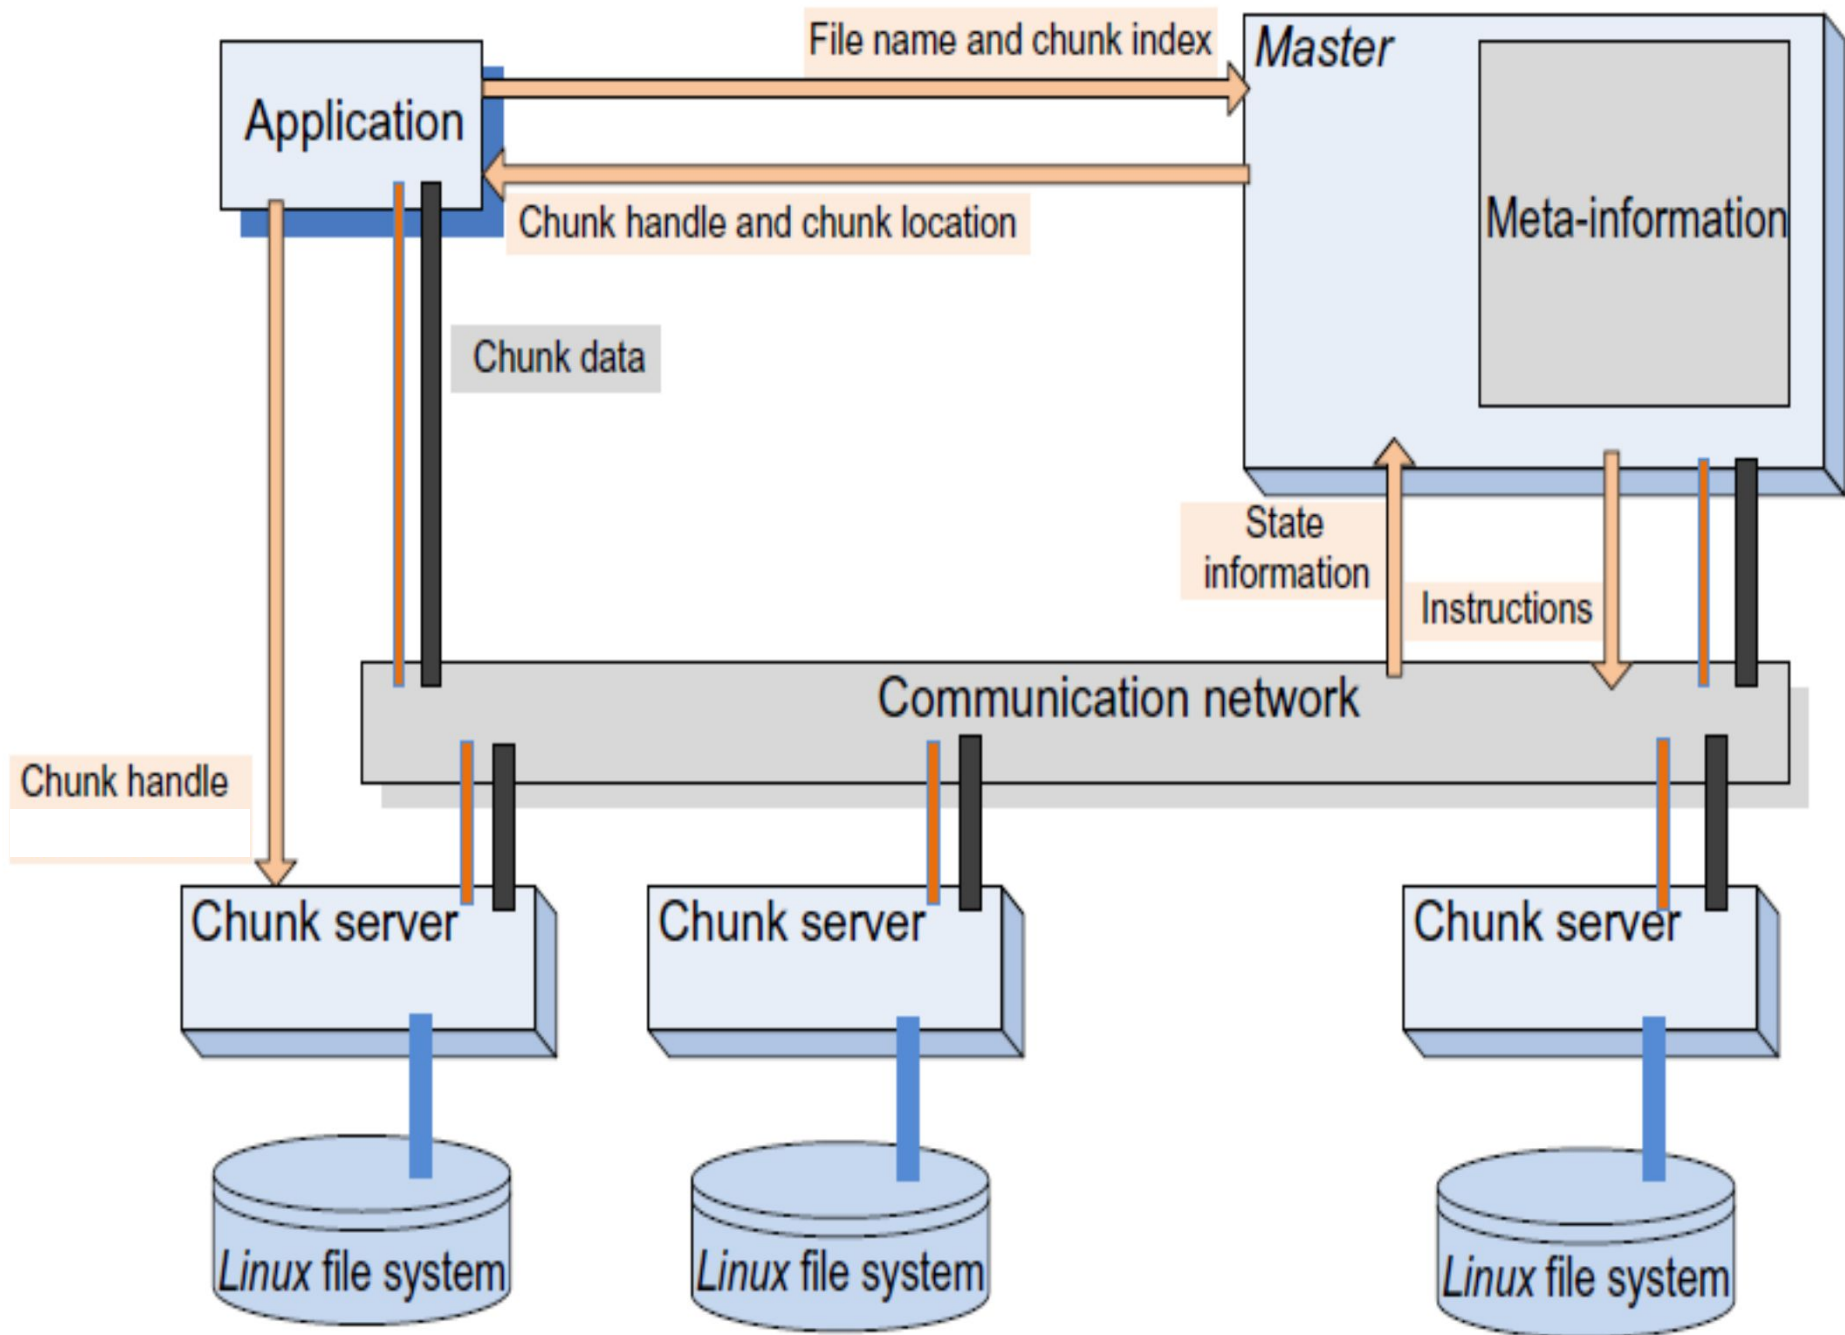 File name and chunk index
Master
Application
Meta-information
Chunk handle and chunk location
Chunk data
State
information
Instructions
Communication network
Chunk handle
Chunk server
Chunk server
Chunk server
Linux file system
Linux file system
Linux file system